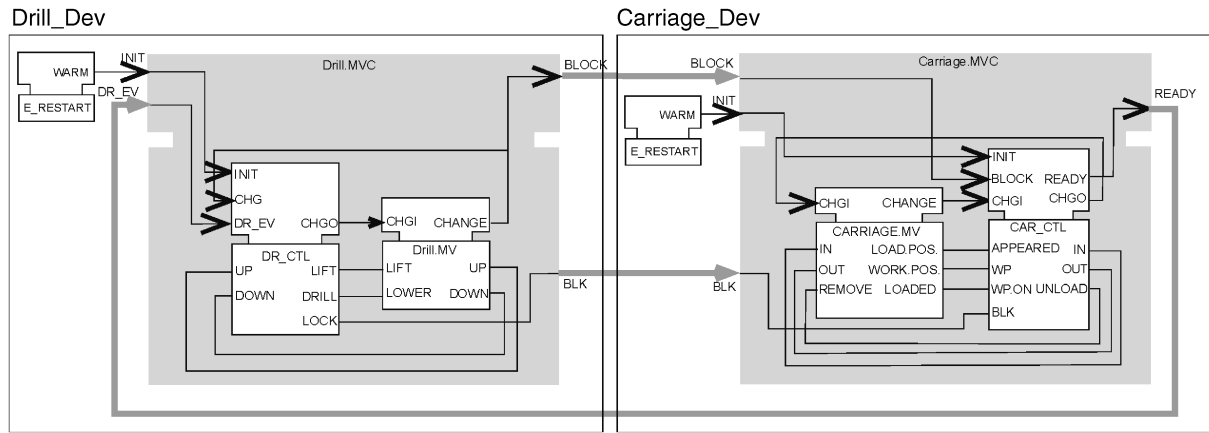 Drill_Dev
Carriage_Dev
INIT
Drill.MVC
BLOCK
BLOCK
Carriage.MVC
WARM
DR_EV
E_RESTART
READY
INIT
WARM
E_RESTART
INIT
CHG
DR_EV
CHGO
CHGI
CHANGE
INIT
BLOCK
READY
CHGI
CHGO
CHGI
CHANGE
DR_CTL
UP
LIFT
DOWN
DRILL
LOCK
Drill.MV
LIFT
UP
LOWER
DOWN
BLK
BLK
CARRIAGE.MV
IN
LOAD.POS.
OUT
WORK.POS.
REMOVE
LOADED
CAR_CTL
APPEARED
IN
WP
OUT
WP.ON
UNLOAD
BLK